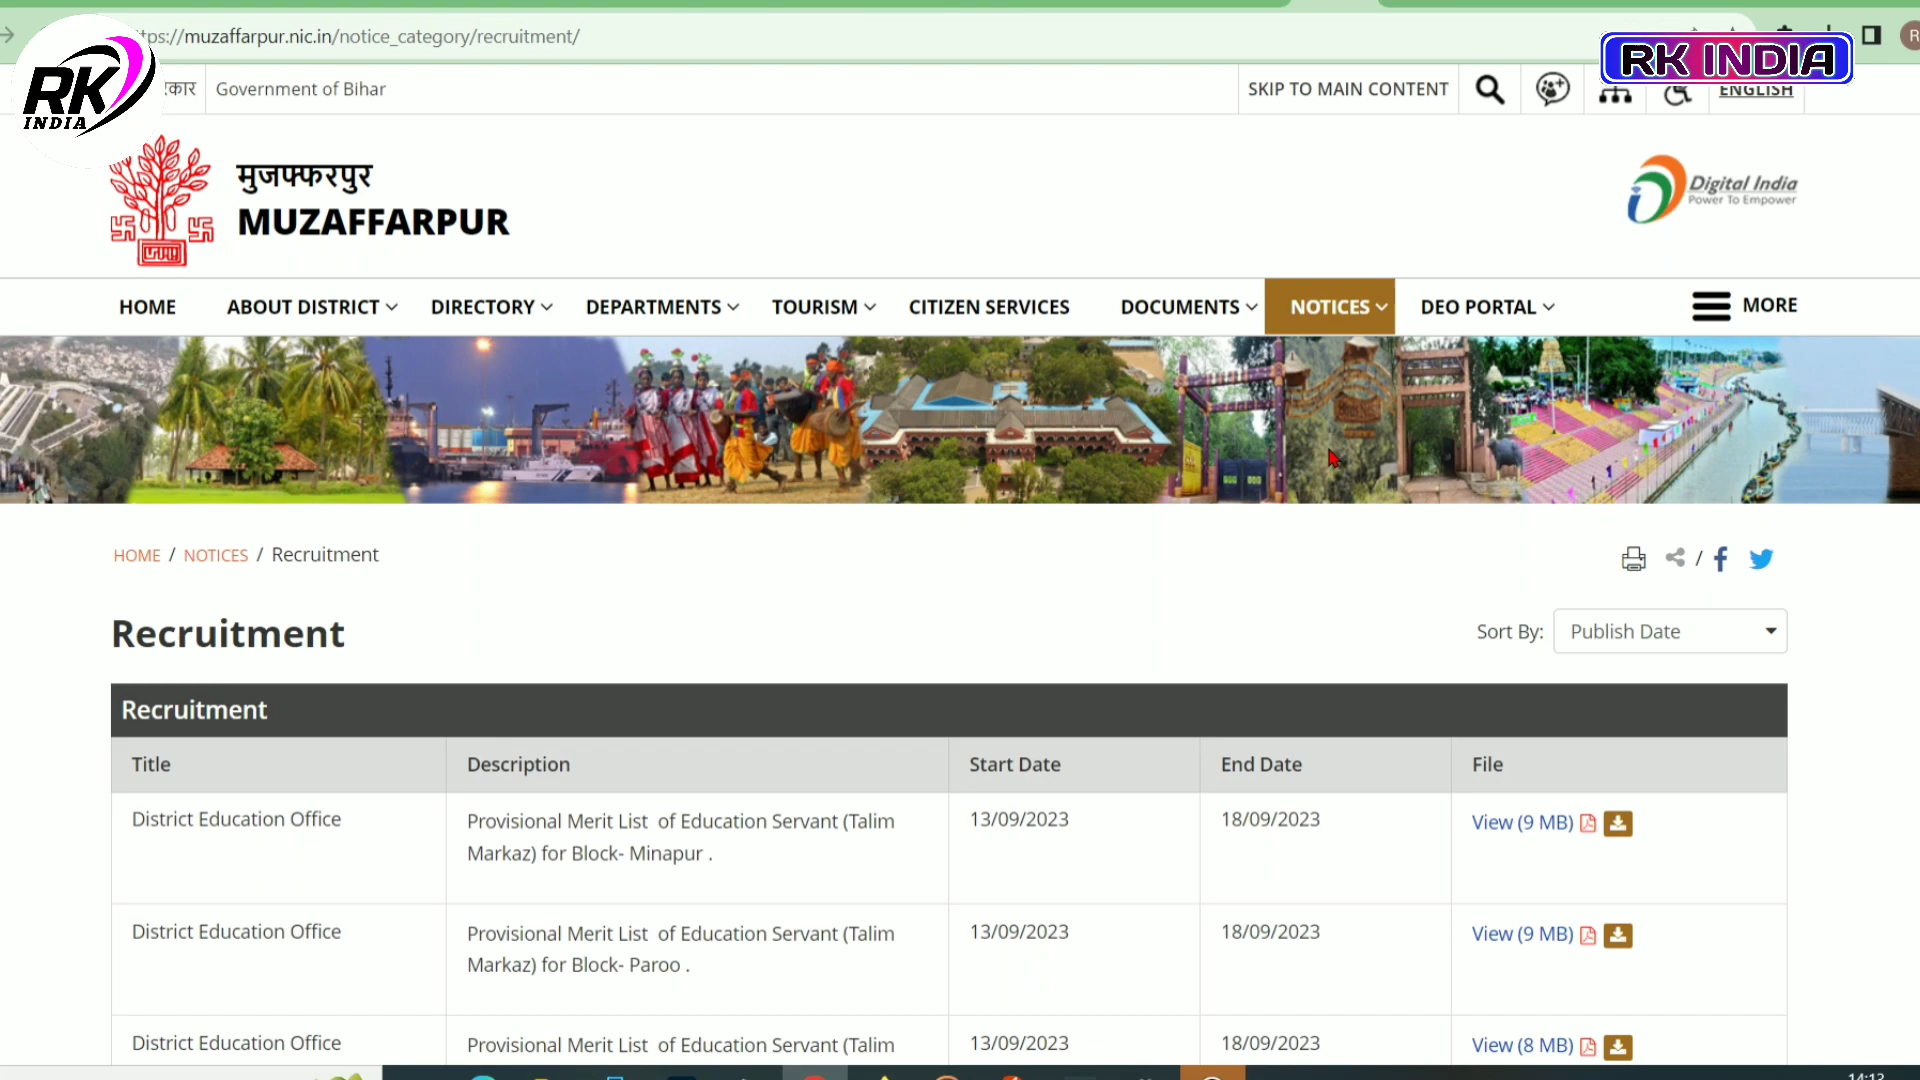 https://muzaffarpur.nic.in/notice_category/recruitment/
RK INDIA
RK
INDIA
Government of Bihar
SKIP TO MAIN CONTENT
ENGLISH
मुजफ्फरपुर
MUZAFFARPUR
Digital India
Power To Empower
HOME
ABOUT DISTRICT
DIRECTORY
DEPARTMENTS
TOURISM
CITIZEN SERVICES
DOCUMENTS
NOTICES
DEO PORTAL
MORE
HOME / NOTICES / Recruitment
Recruitment
Sort By: Publish Date
Recruitment
Title Description Start Date End Date File
District Education Office
Provisional Merit List of Education Servant (Talim
Markaz) for Block- Minapur .
13/09/2023
18/09/2023
View (9 MB)
District Education Office
Provisional Merit List of Education Servant (Talim
Markaz) for Block- Paroo .
13/09/2023
18/09/2023
View (9 MB)
District Education Office
Provisional Merit List of Education Servant (Talim
13/09/2023
18/09/2023
View (8 MB)